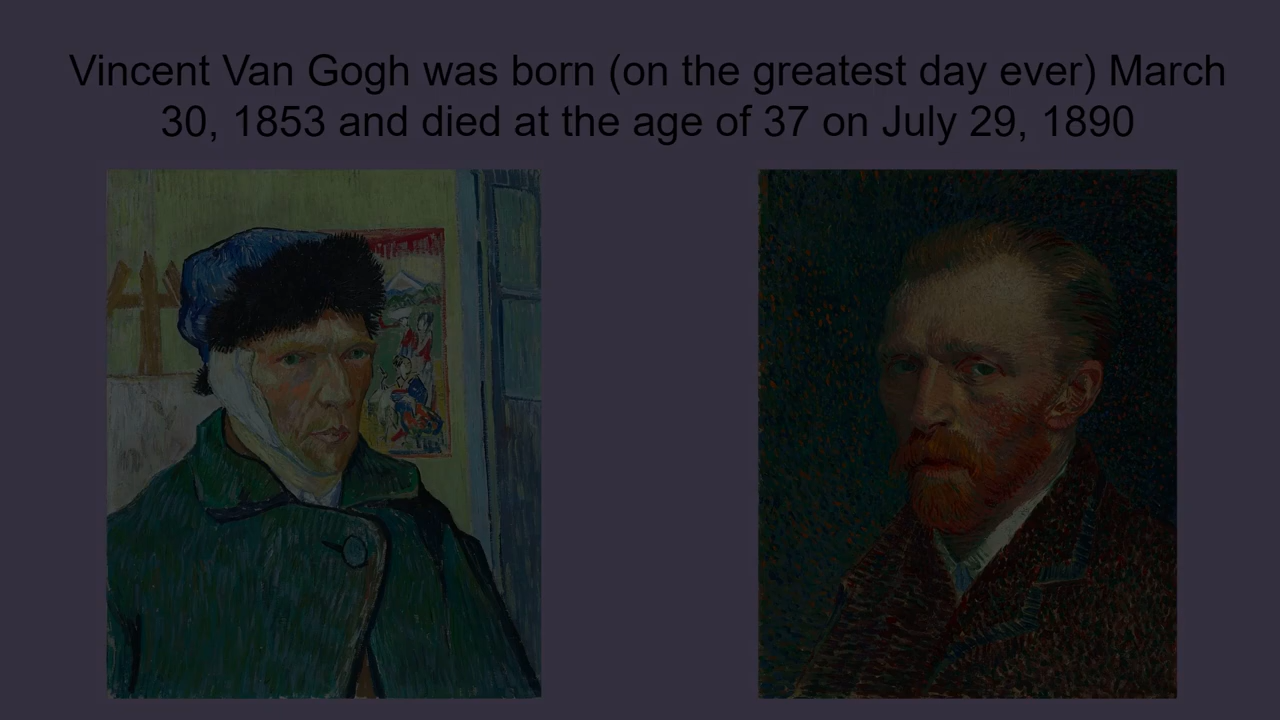 Vincent Van Gogh was born (on the greatest day ever) March
30, 1853 and died at the age of 37 on July 29, 1890